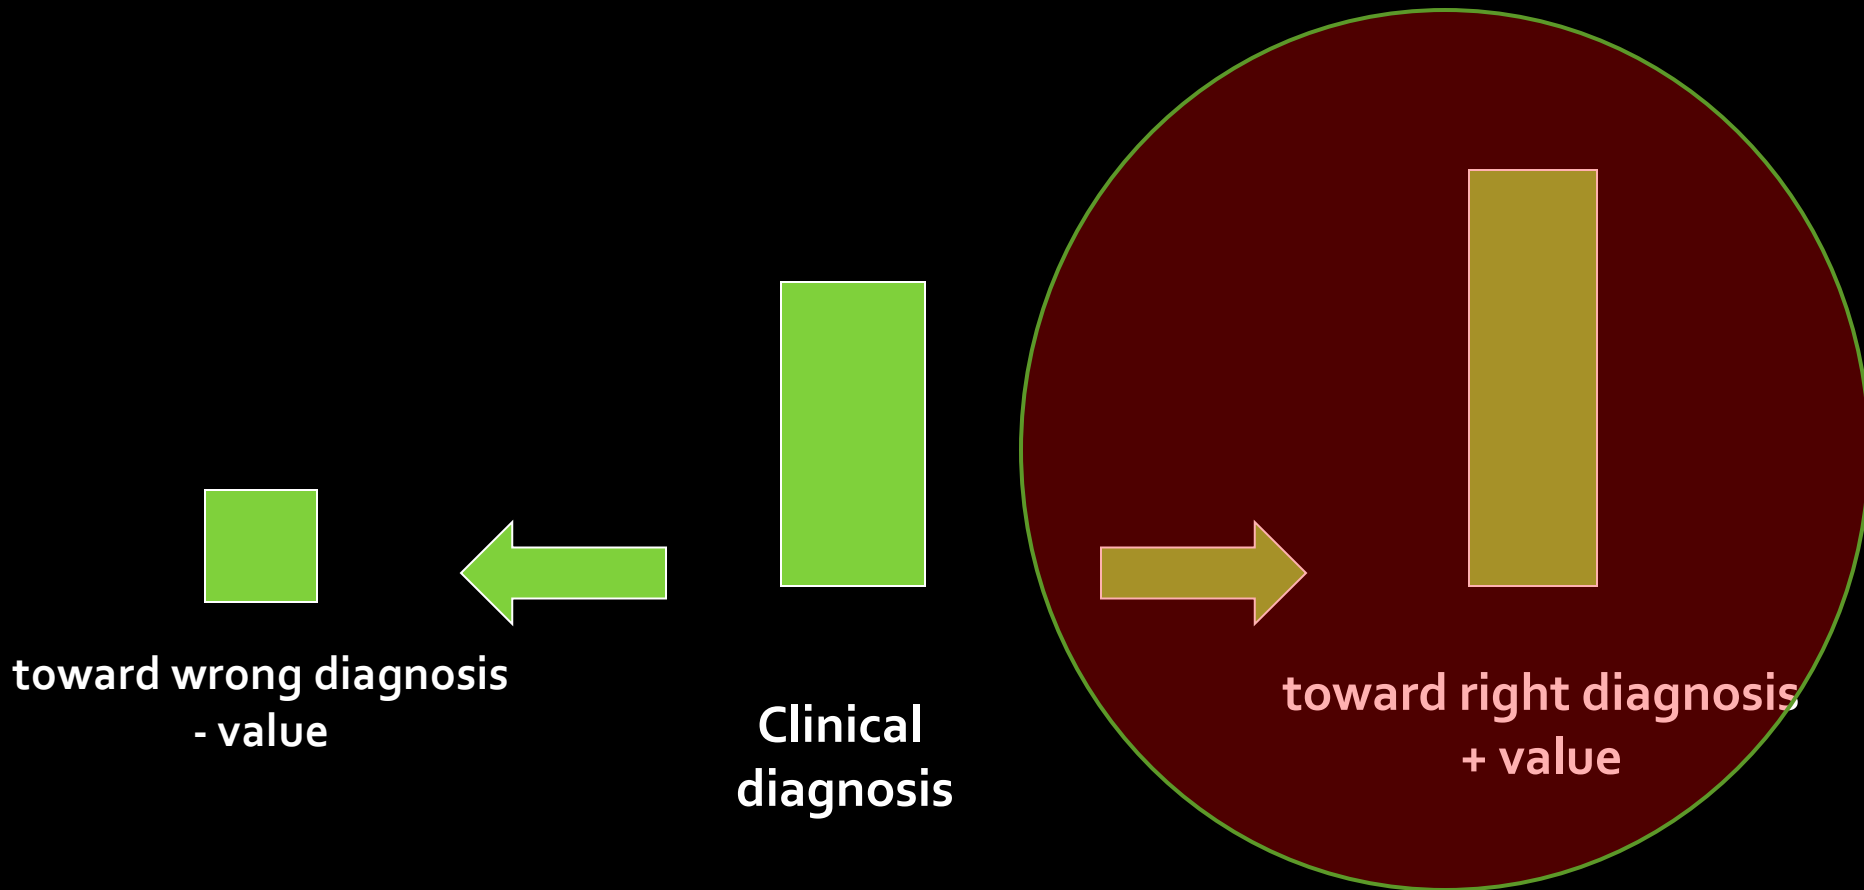 toward wrong diagnosis
- value
Clinical
diagnosis
toward right diagnosis
+ value